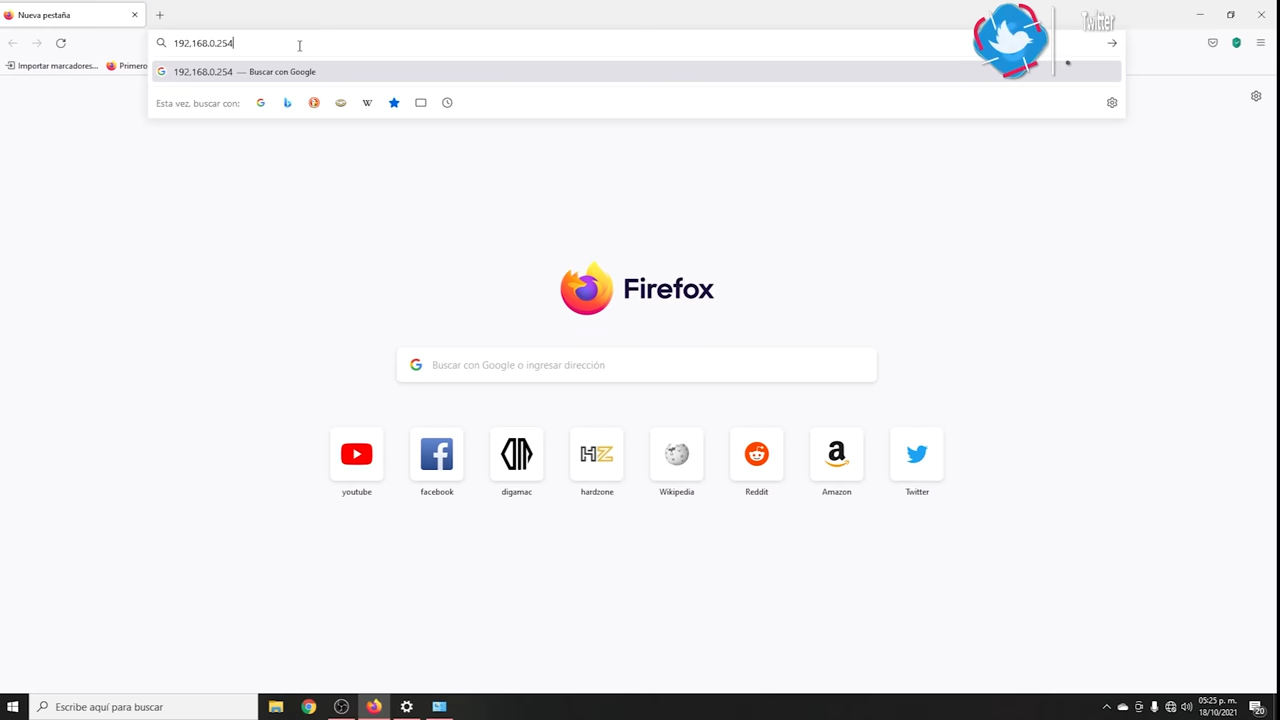 Nueva pestaña
Twitter
192.168.0.254
Importar marcadores...
Primero
192.168.0.254 — Buscar con Google
Esta vez, buscar con:
Firefox
Buscar con Google o ingresar dirección
youtube
facebook
digamac
hardzone
Wikipedia
Reddit
Amazon
Twitter
Escribe aquí para buscar
05:25 p. m.
18/10/2021
20